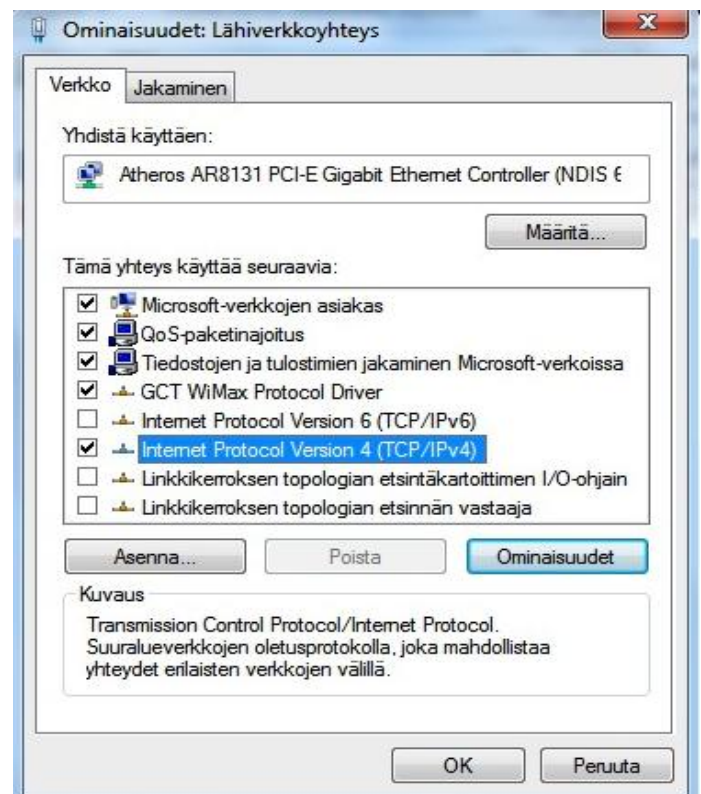 Ominaisuudet: Lähiverkkoyhteys
Verkko
Jakaminen
Yhdistä käyttäen:
Atheros AR8131 PCI-E Gigabit Ethernet Controller (NDIS 6
Määritä...
Tämä yhteys käyttää seuraavia:
Microsoft-verkkojen asiakas
QoS-paketinajoitus
Tiedostojen ja tulostimien jakaminen Microsoft-verkoissa
GCT WiMax Protocol Driver
Internet Protocol Version 6 (TCP/IPv6)
Internet Protocol Version 4 (TCP/IPv4)
Linkkikerroksen topologian etsintäkartoittimen I/O-ohjain
Linkkikerroksen topologian etsinnän vastaaja
Asenna...
Poista
Ominaisuudet
Kuvaus
Transmission Control Protocol/Internet Protocol.
Suuralueverkkojen oletusprotokolla, joka mahdollistaa
yhteydet erilaisten verkkojen välillä.
OK
Peruuta